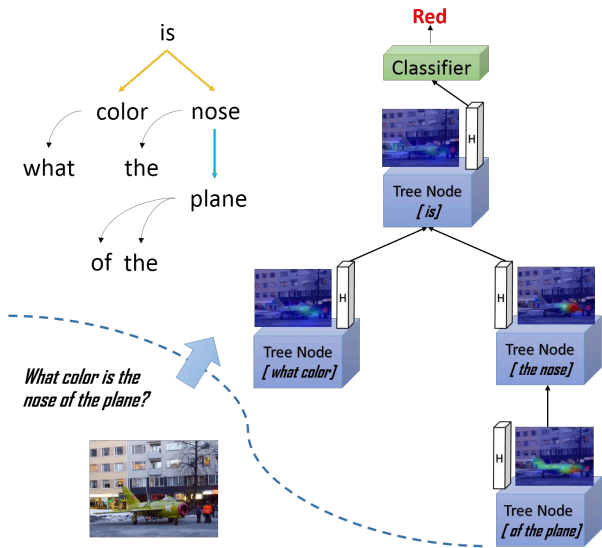 is
color nose
what the
plane
of the
What color is the
nose of the plane?
Red
Classifier
H
Tree Node
[ is]
H
Tree Node
[ what color]
H
Tree Node
[ the nose]
H
Tree Node
[ of the plane]